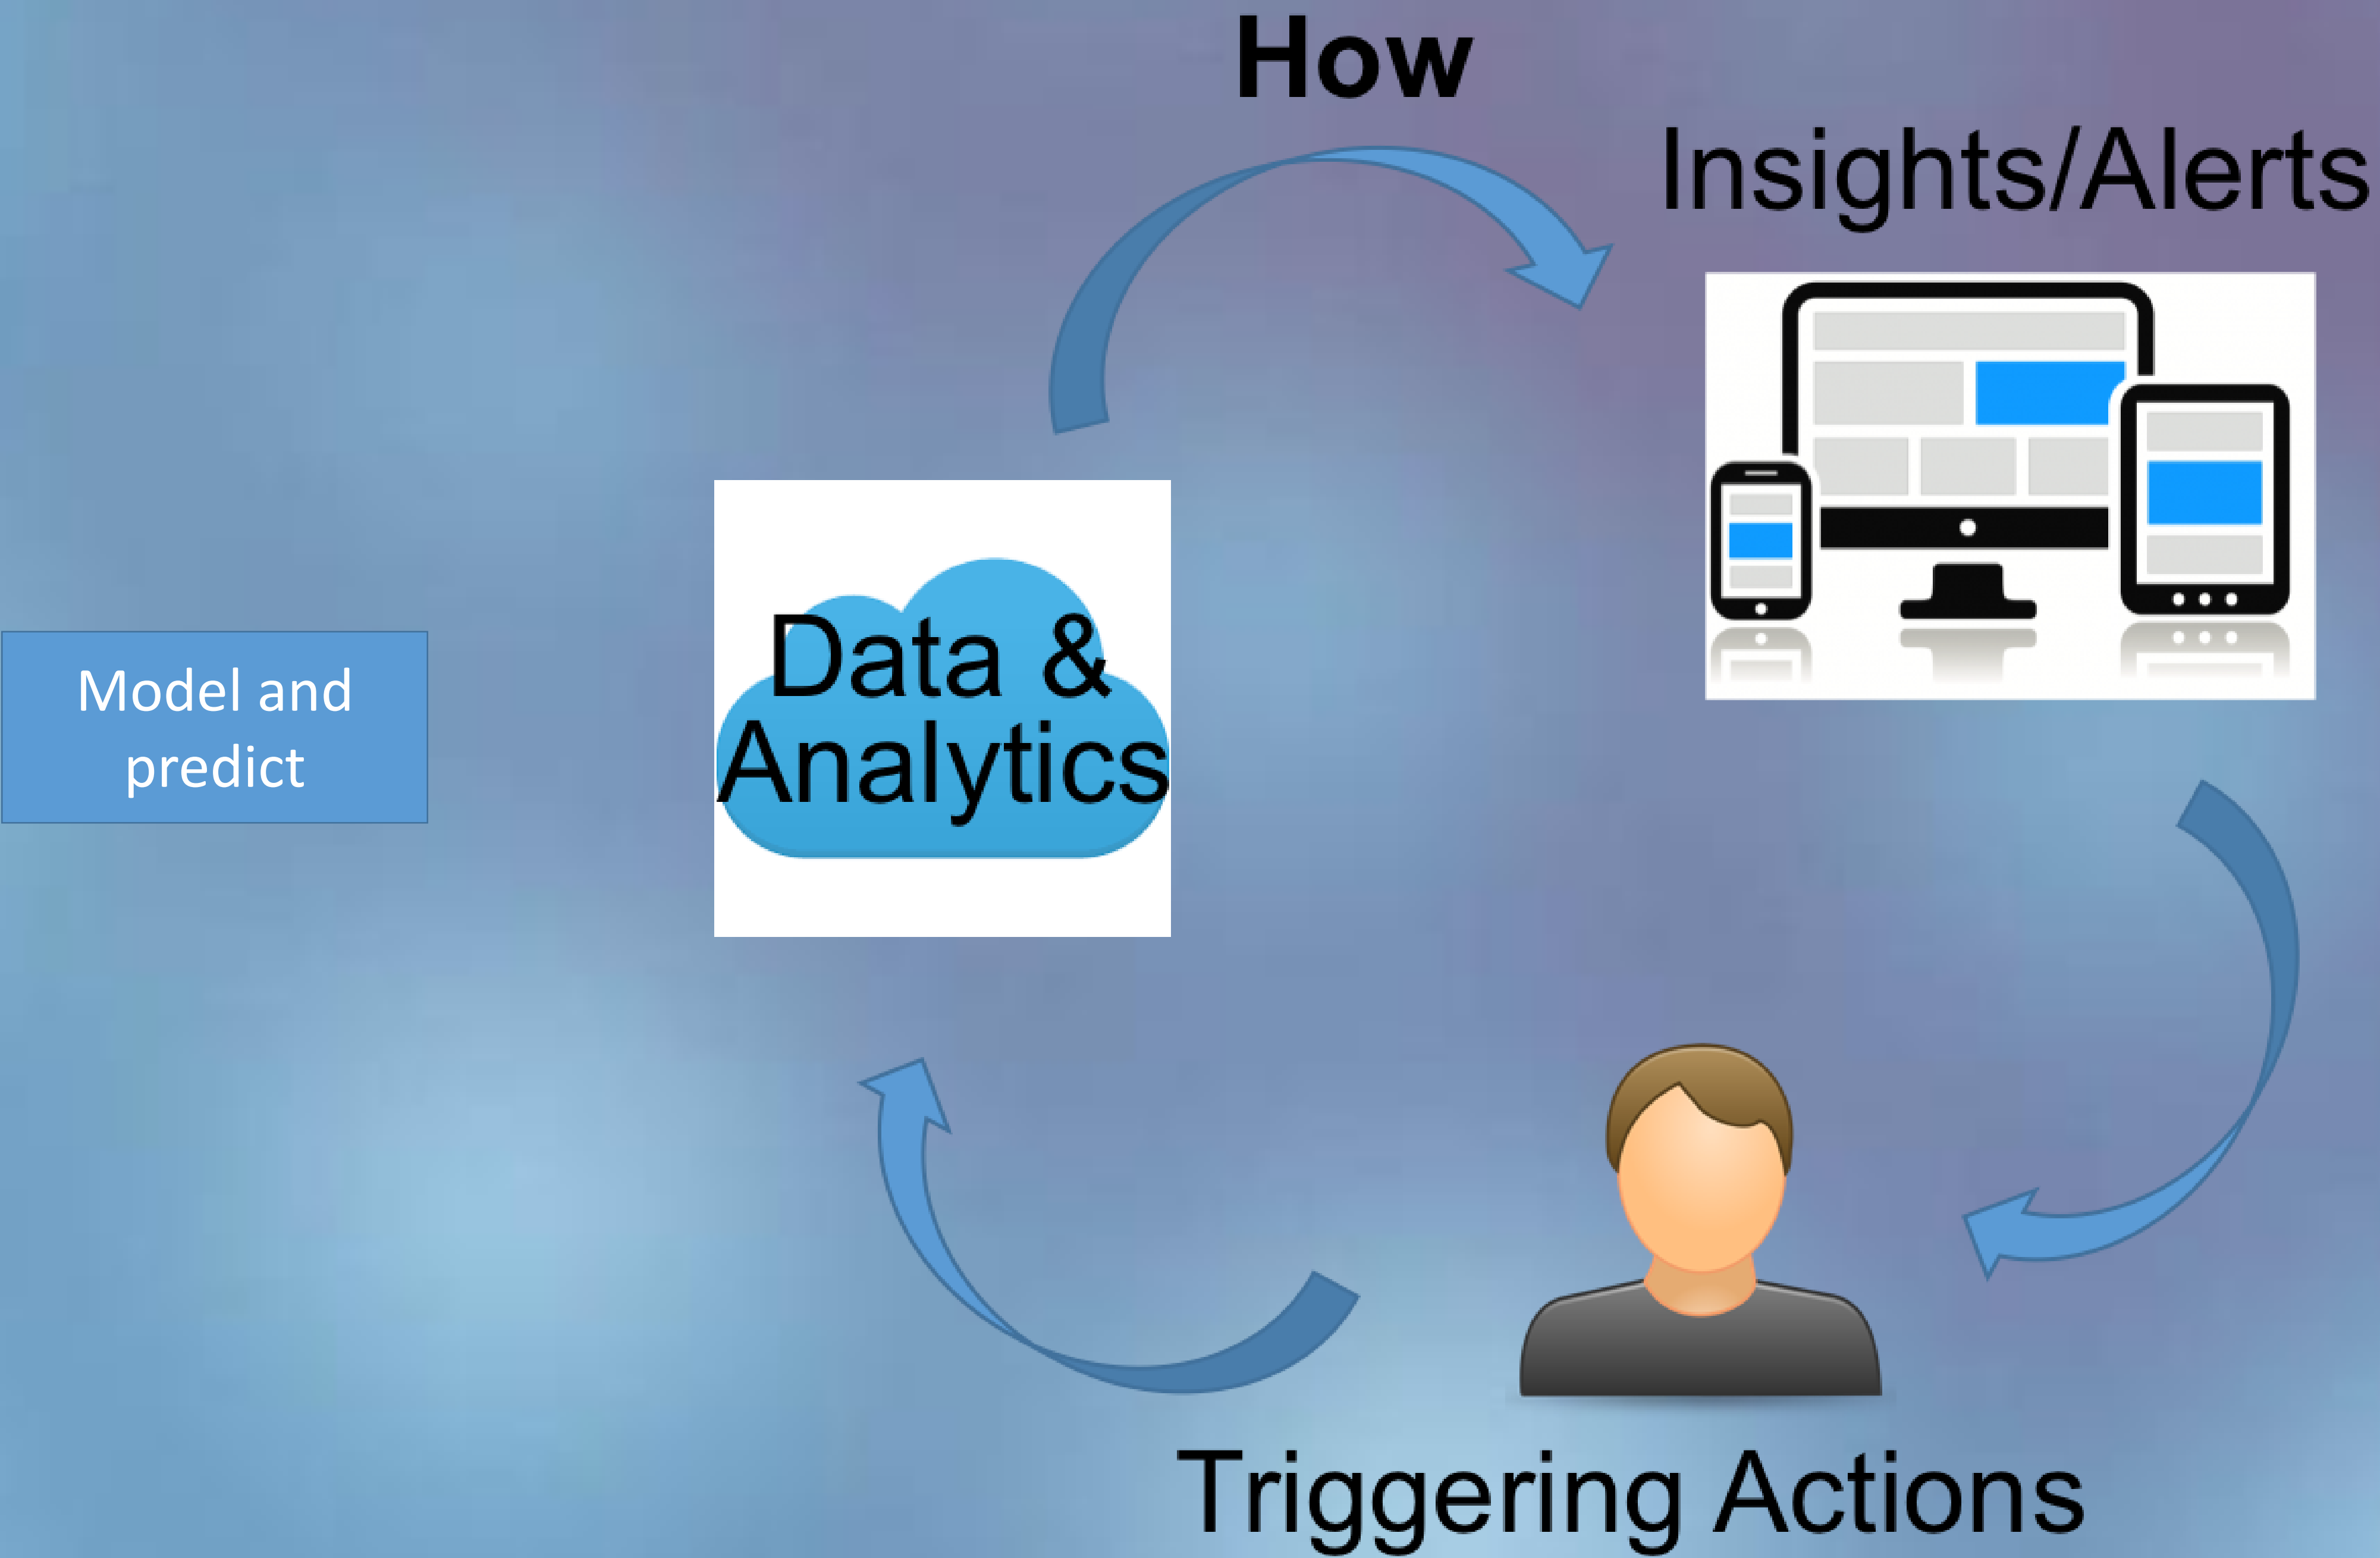 How
Insights/Alerts
Model and
predict
Data &
Analytics
Triggering Actions